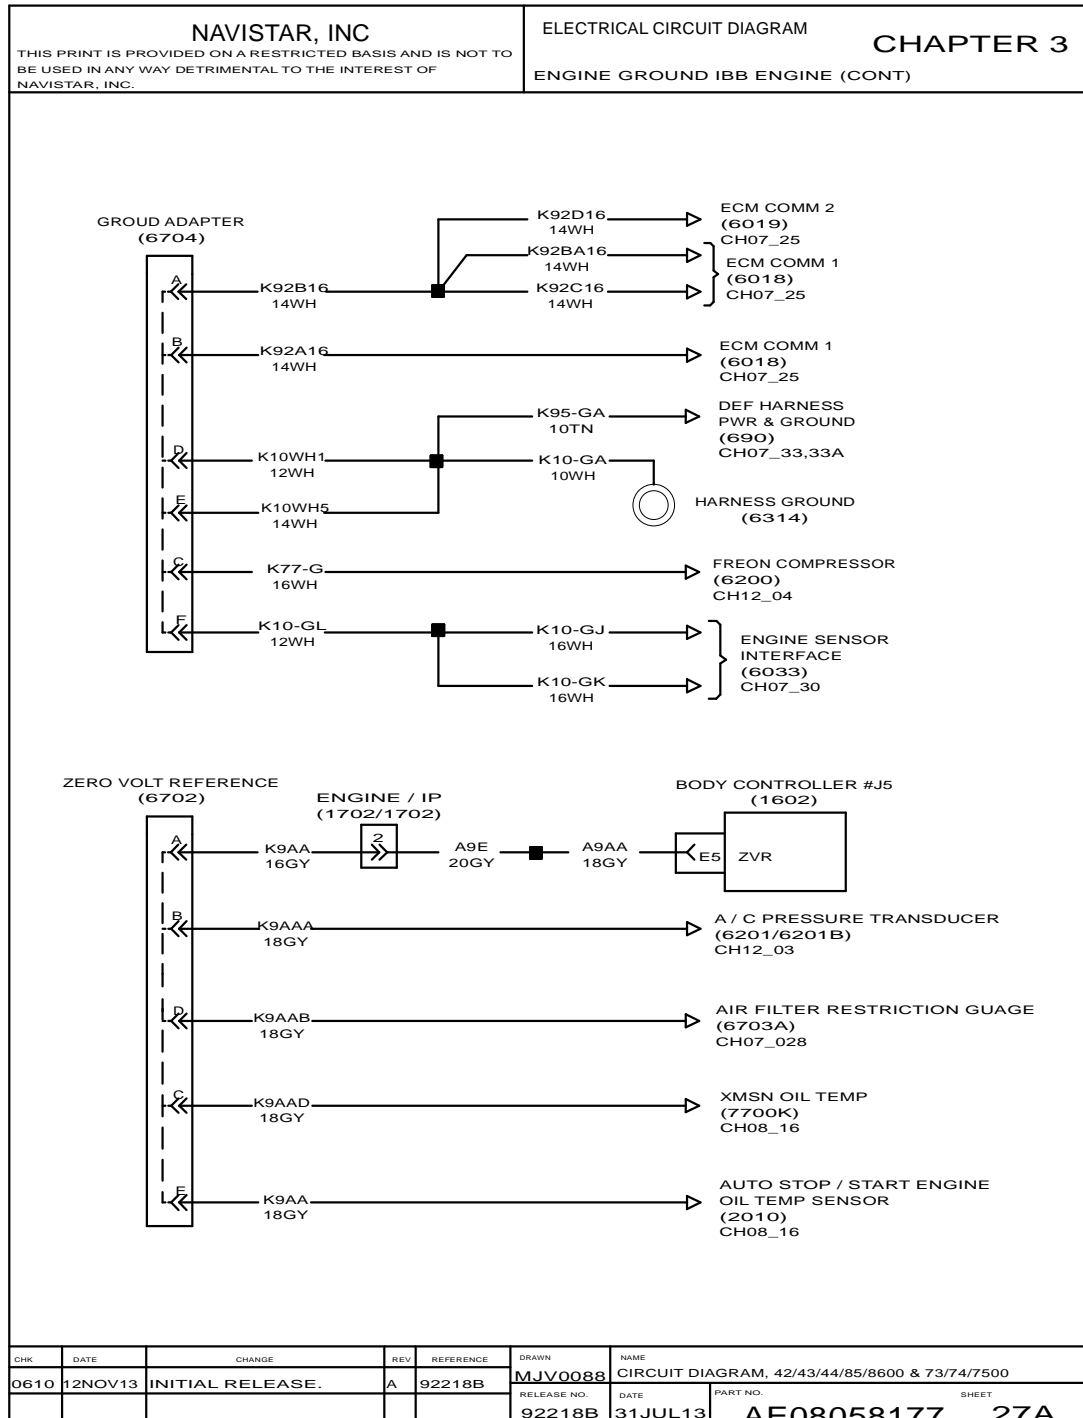 NAVISTAR, INC
THIS PRINT IS PROVIDED ON A RESTRICTED BASIS AND IS NOT TO
BE USED IN ANY WAY DETRIMENTAL TO THE INTEREST OF
NAVISTAR, INC.
ELECTRICAL CIRCUIT DIAGRAM
CHAPTER 3
ENGINE GROUND IBB ENGINE (CONT)
GROUD ADAPTER
(6704)
A
K92B16
14WH
K92D16
14WH
ECM COMM 2
(6019)
CH07_25
K92BA16
14WH
K92C16
14WH
ECM COMM 1
(6018)
CH07_25
B
K92A16
14WH
ECM COMM 1
(6018)
CH07_25
K95-GA
10TN
DEF HARNESS
PWR & GROUND
(690)
CH07_33,33A
D
K10WH1
12WH
K10-GA
10WH
E
K10WH5
14WH
HARNESS GROUND
(6314)
C
K77-G
16WH
FREON COMPRESSOR
(6200)
CH12_04
F
K10-GL
12WH
K10-GJ
16WH
K10-GK
16WH
ENGINE SENSOR
INTERFACE
(6033)
CH07_30
ZERO VOLT REFERENCE
(6702)
ENGINE / IP
(1702/1702)
BODY CONTROLLER #J5
(1602)
A
K9AA
16GY
2
A9E
20GY
A9AA
18GY
E5
ZVR
B
K9AAA
18GY
A / C PRESSURE TRANSDUCER
(6201/6201B)
CH12_03
D
K9AAB
18GY
AIR FILTER RESTRICTION GUAGE
(6703A)
CH07_028
C
K9AAD
18GY
XMSN OIL TEMP
(7700K)
CH08_16
E
K9AA
18GY
AUTO STOP / START ENGINE
OIL TEMP SENSOR
(2010)
CH08_16
CHK DATE CHANGE REV REFERENCE
0610 12NOV13 INITIAL RELEASE. A 92218B
DRAWN
MJV0088
NAME
CIRCUIT DIAGRAM, 42/43/44/85/8600 & 73/74/7500
RELEASE NO.
92218B
DATE
31JUL13
PART NO.
AE08058177
SHEET
27A